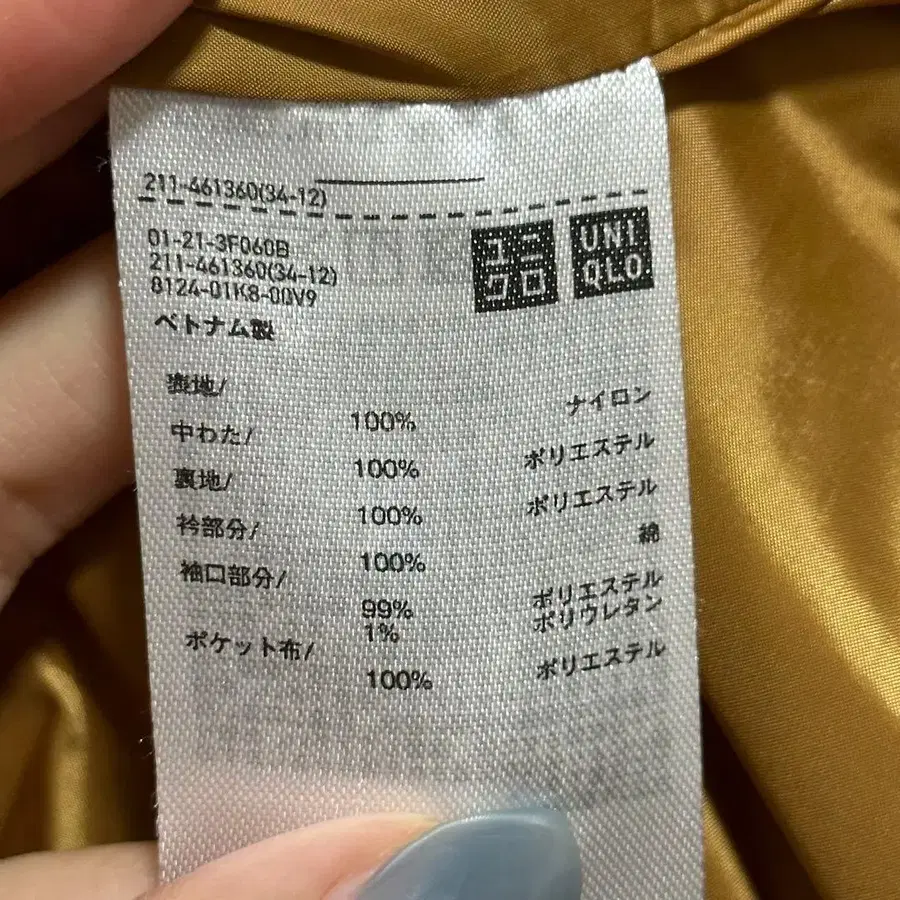 211-461360(34-12)
01-21-3F060B
211-461360(34-12)
8124-01K8-00V9
ユニ
クロ
UNI
QLO
ベトナム製
表地/
100% ナイロン
中わた/
100% ポリエステル
裏地/
100% ポリエステル
衿部分/
100% 綿
袖口部分/
99% ポリエステル
1% ポリウレタン
ポケット布/
100% ポリエステル